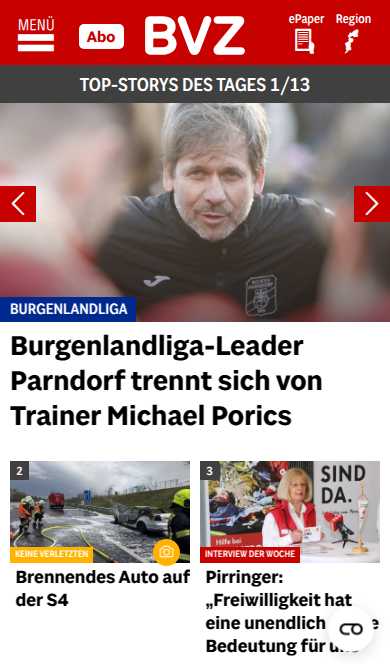 MENÜ
Abo
BVZ
ePaper
Region
TOP-STORYS DES TAGES 1/13
BURGENLANDLIGA
Burgenlandliga-Leader
Parndorf trennt sich von
Trainer Michael Porics
2
KEINE VERLETZTEN
Brennendes Auto auf
der S4
3
SIND
DA.
Hilfe bei
INTERVIEW DER WOCHE
Pirringer:
„Freiwilligkeit hat
eine unendlich
Bedeutung für